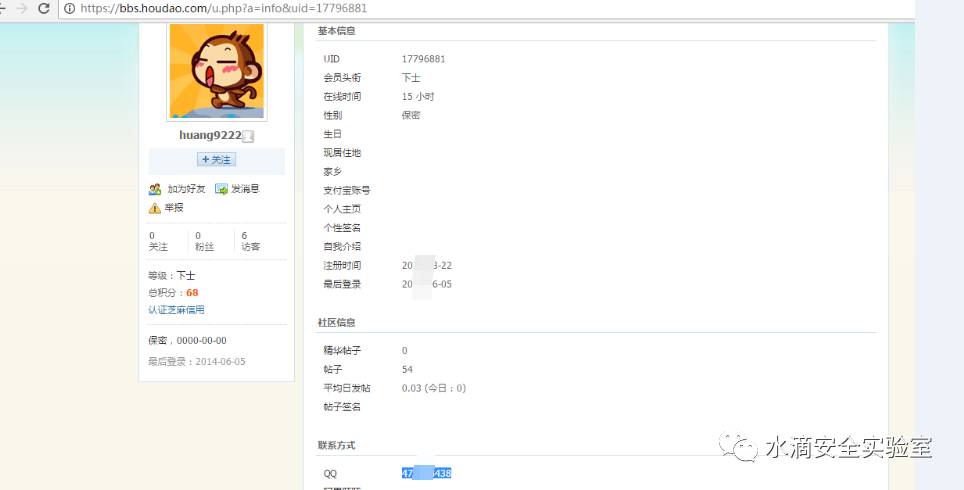 https://bbs.houdao.com/u.php?a=info&uid=17796881
huang9222
+ 关注
加为好友 发消息
举报
0 0 6
关注 粉丝 访客
等级：下士
总积分：68
认证芝麻信用
保密，0000-00-00
最后登录：2014-06-05
基本信息
UID 17796881
会员头衔 下士
在线时间 15 小时
性别 保密
生日
现居住地
家乡
支付宝账号
个人主页
个性签名
自我介绍
注册时间 20 3-22
最后登录 20 6-05
社区信息
精华帖子 0
帖子 54
平均日发帖 0.03 (今日：0)
帖子签名
联系方式
QQ 47 438
水滴安全实验室